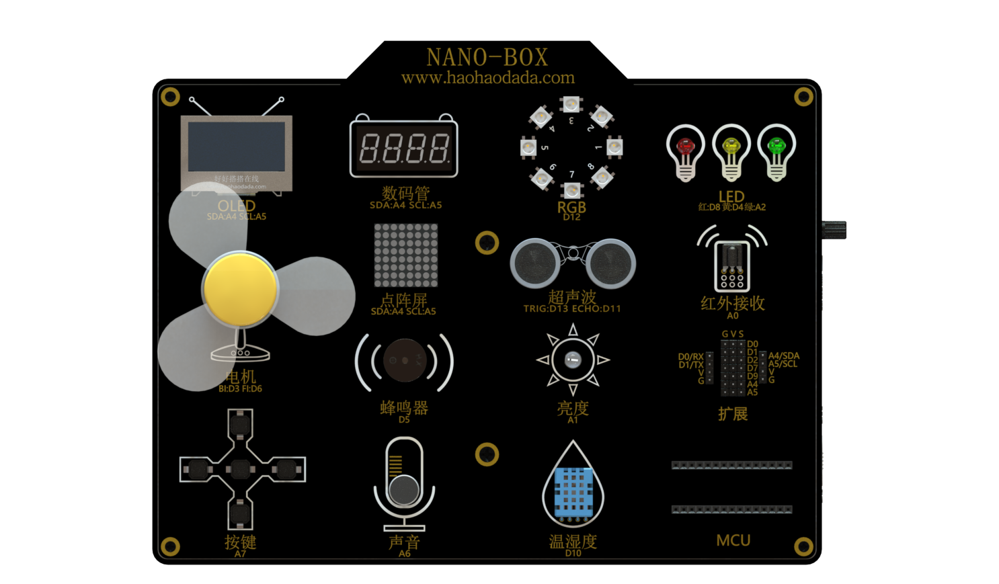 NANO-BOX
www.haohaodada.com
好好搭搭在线
haohaodada.com
OLED
SDA:A4 SCL:A5
数码管
SDA:A4 SCL:A5
3
2
4
1
5
8
6
7
RGB
D12
LED
红:D8 黄:D4 绿:A2
点阵屏
SDA:A4 SCL:A5
超声波
TRIG:D13 ECHO:D11
红外接收
A0
电机
BI:D3 FI:D6
蜂鸣器
D5
亮度
A1
G V S
D0
D1
D2
D7
D9
A4
A5
D0/RX
D1/TX
V
G
A4/SDA
A5/SCL
V
G
扩展
按键
A7
声音
A6
温湿度
D10
MCU